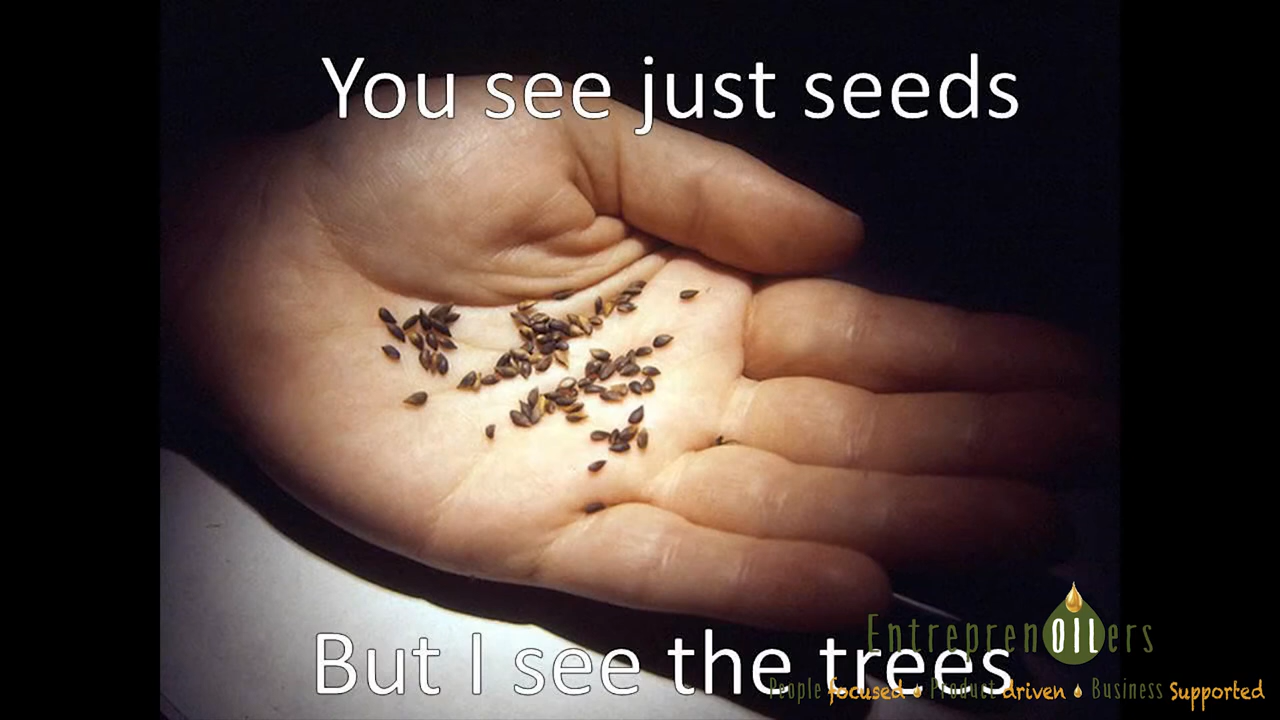 You see just seeds
EntreprenOILers
But I see the trees
People focused Product driven Business Supported